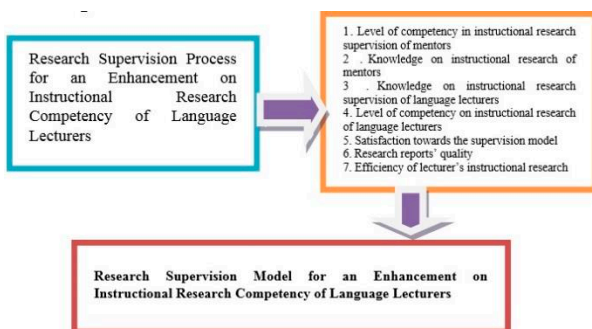 Research Supervision Process
for an Enhancement on
Instructional Research
Competency of Language
Lecturers
1. Level of competency in instructional research
supervision of mentors
2 . Knowledge on instructional research of
mentors
3 . Knowledge on instructional research
supervision of language lecturers
4. Level of competency on instructional research
of language lecturers
5. Satisfaction towards the supervision model
6. Research reports' quality
7. Efficiency of lecturer's instructional research
Research Supervision Model for an Enhancement on
Instructional Research Competency of Language Lecturers